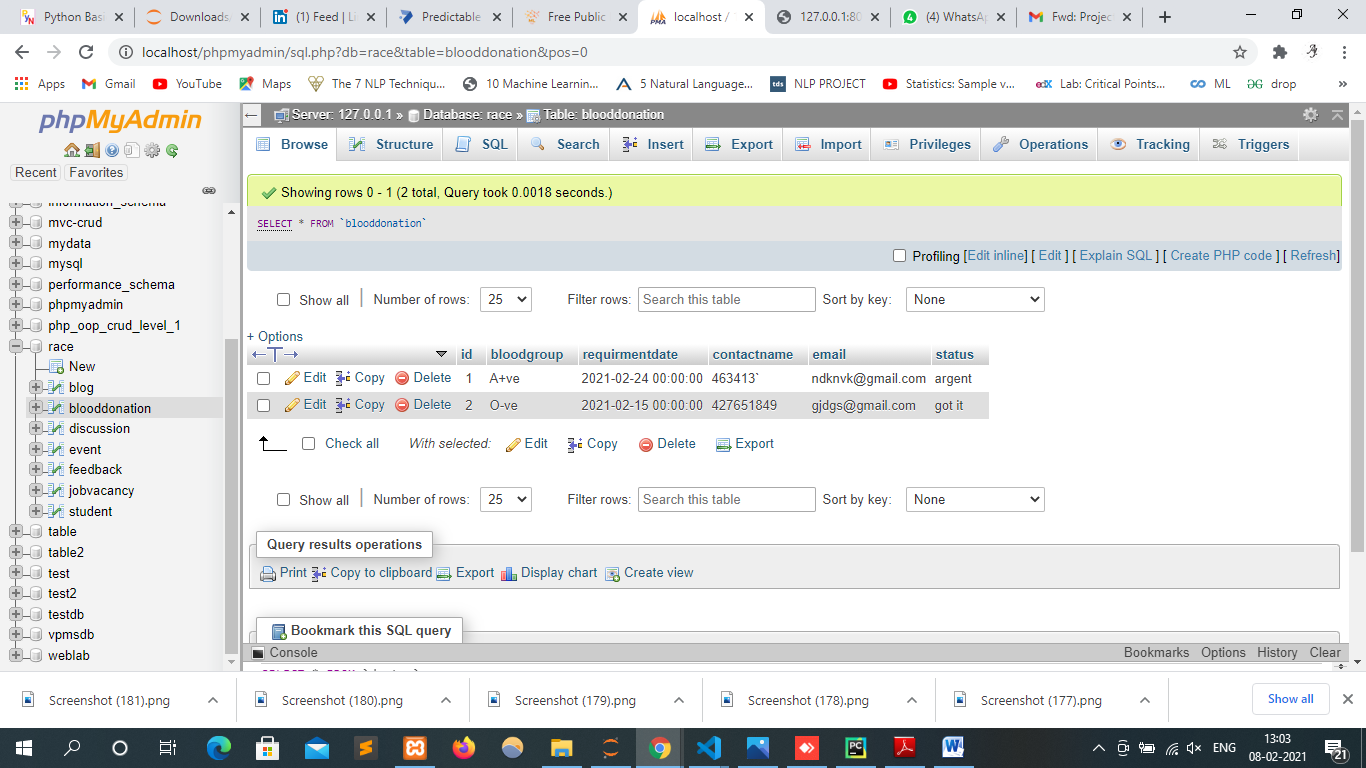 Python Bas
Downloads/
(1) Feed | Li
Predictable
Free Public
localhost /
127.0.0.1:80
(4) WhatsAp
Fwd: Project
localhost/phpmyadmin/sql.php?db=race&table=blooddonation&pos=0
Apps
Gmail
YouTube
Maps
The 7 NLP Techniqu...
10 Machine Learnin...
5 Natural Language...
NLP PROJECT
Statistics: Sample v...
Lab: Critical Points...
ML
drop
»
phpMyAdmin
Recent Favorites
information_schema
mvc-crud
mydata
mysql
performance_schema
phpmyadmin
php_oop_crud_level_1
race
New
blog
blooddonation
discussion
event
feedback
jobvacancy
student
table
table2
test
test2
testdb
vpmsdb
weblab
Server: 127.0.0.1 » Database: race » Table: blooddonation
Browse Structure SQL Search Insert Export Import Privileges Operations Tracking Triggers
Showing rows 0 - 1 (2 total, Query took 0.0018 seconds.)
SELECT * FROM `blooddonation`
Profiling [Edit inline] [ Edit ] [ Explain SQL ] [ Create PHP code ] [ Refresh]
Show all | Number of rows: 25 Filter rows: Search this table Sort by key: None
+ Options
←T→ id bloodgroup requirmentdate contactname email status
Edit Copy Delete 1 A+ve 2021-02-24 00:00:00 463413` ndknvk@gmail.com argent
Edit Copy Delete 2 O-ve 2021-02-15 00:00:00 427651849 gjdgs@gmail.com got it
Check all With selected: Edit Copy Delete Export
Show all | Number of rows: 25 Filter rows: Search this table Sort by key: None
Query results operations
Print Copy to clipboard Export Display chart Create view
Bookmark this SQL query
Console Bookmarks Options History Clear
Screenshot (181).png
Screenshot (180).png
Screenshot (179).png
Screenshot (178).png
Screenshot (177).png
Show all
ENG
13:03
08-02-2021
21